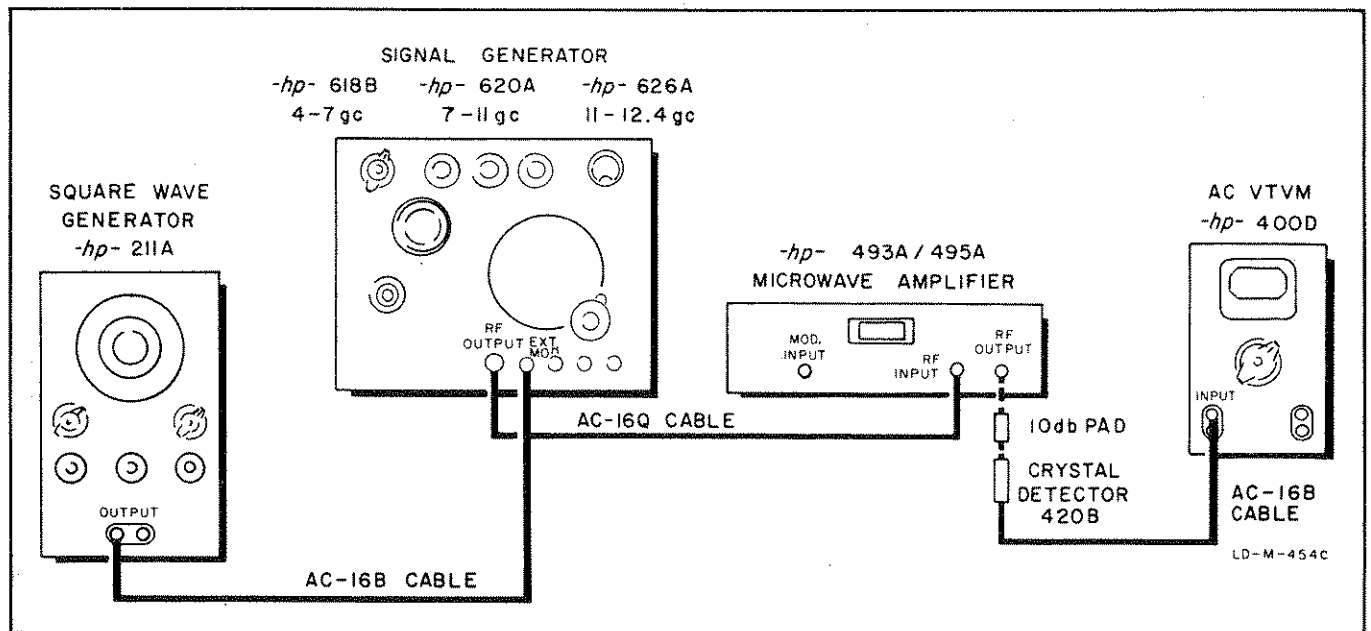 SIGNAL GENERATOR
-hp- 618B -hp- 620A -hp- 626A
4-7 gc 7-11 gc 11-12.4 gc
SQUARE WAVE
GENERATOR
-hp- 211A
OUTPUT
RF
OUTPUT
EXT.
MOD.
-hp- 493A/495A
MICROWAVE AMPLIFIER
MOD.
INPUT
RF
INPUT
RF
OUTPUT
AC VTVM
-hp- 400D
INPUT
AC-16Q CABLE
10db PAD
CRYSTAL
DETECTOR
420B
AC-16B
CABLE
LD-M-454C
AC-16B CABLE